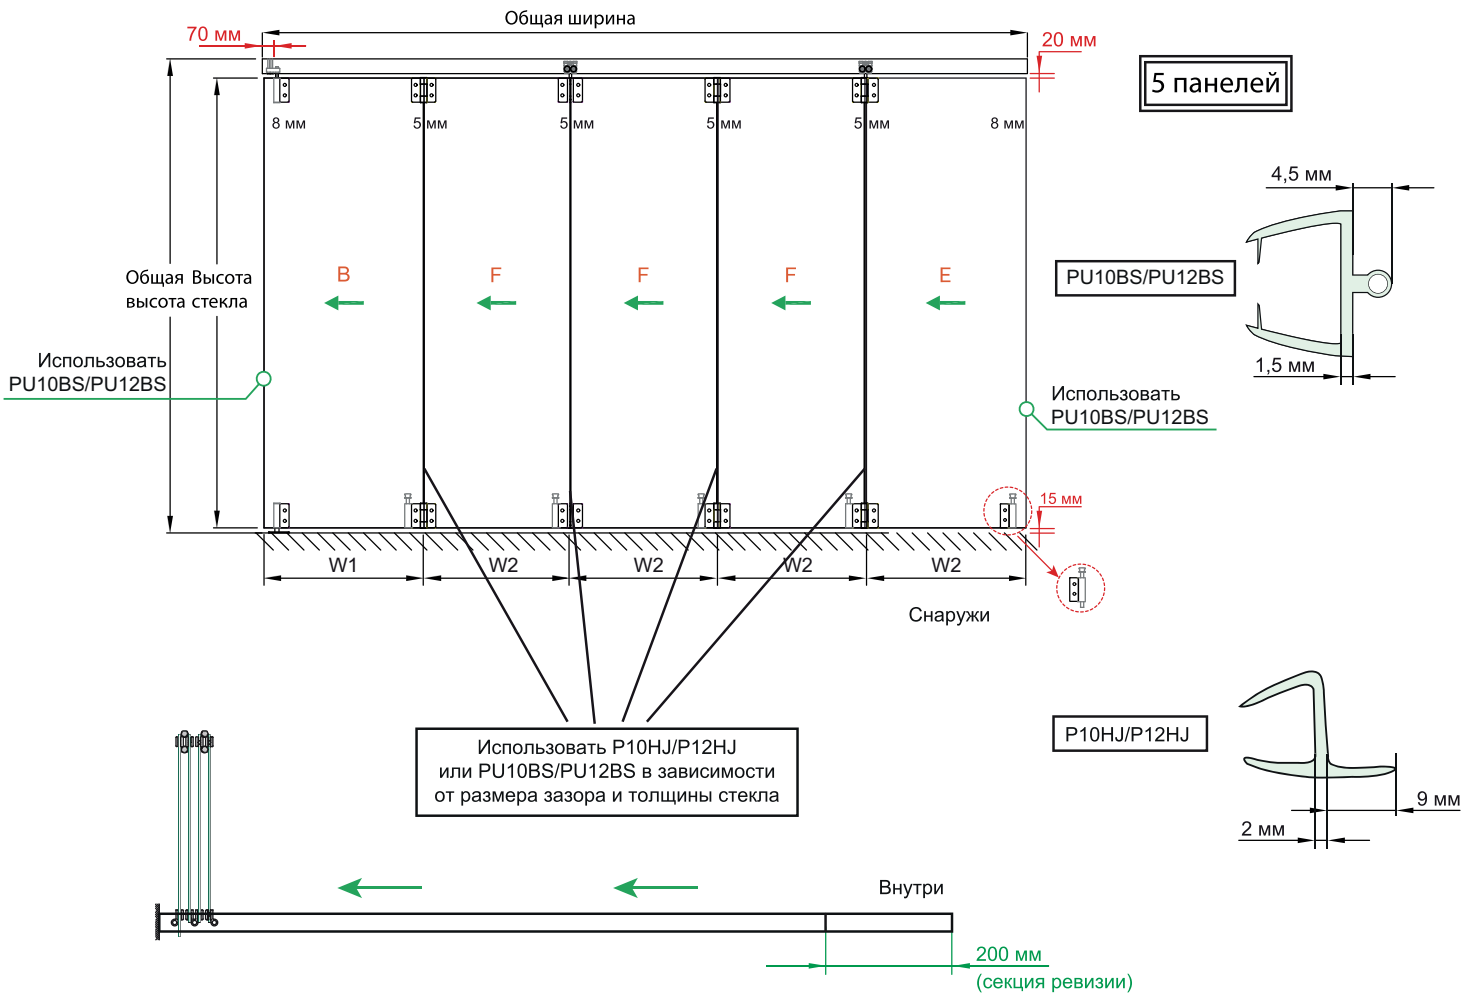 Общая ширина
70 мм
20 мм
5 панелей
8 мм
5 мм
5 мм
5 мм
5 мм
8 мм
4,5 мм
Общая Высота
высота стекла
B
F
F
F
E
PU10BS/PU12BS
1,5 мм
Использовать
PU10BS/PU12BS
Использовать
PU10BS/PU12BS
15 мм
W1
W2
W2
W2
W2
Снаружи
Использовать P10HJ/P12HJ
или PU10BS/PU12BS в зависимости
от размера зазора и толщины стекла
P10HJ/P12HJ
9 мм
2 мм
Внутри
200 мм
(секция ревизии)